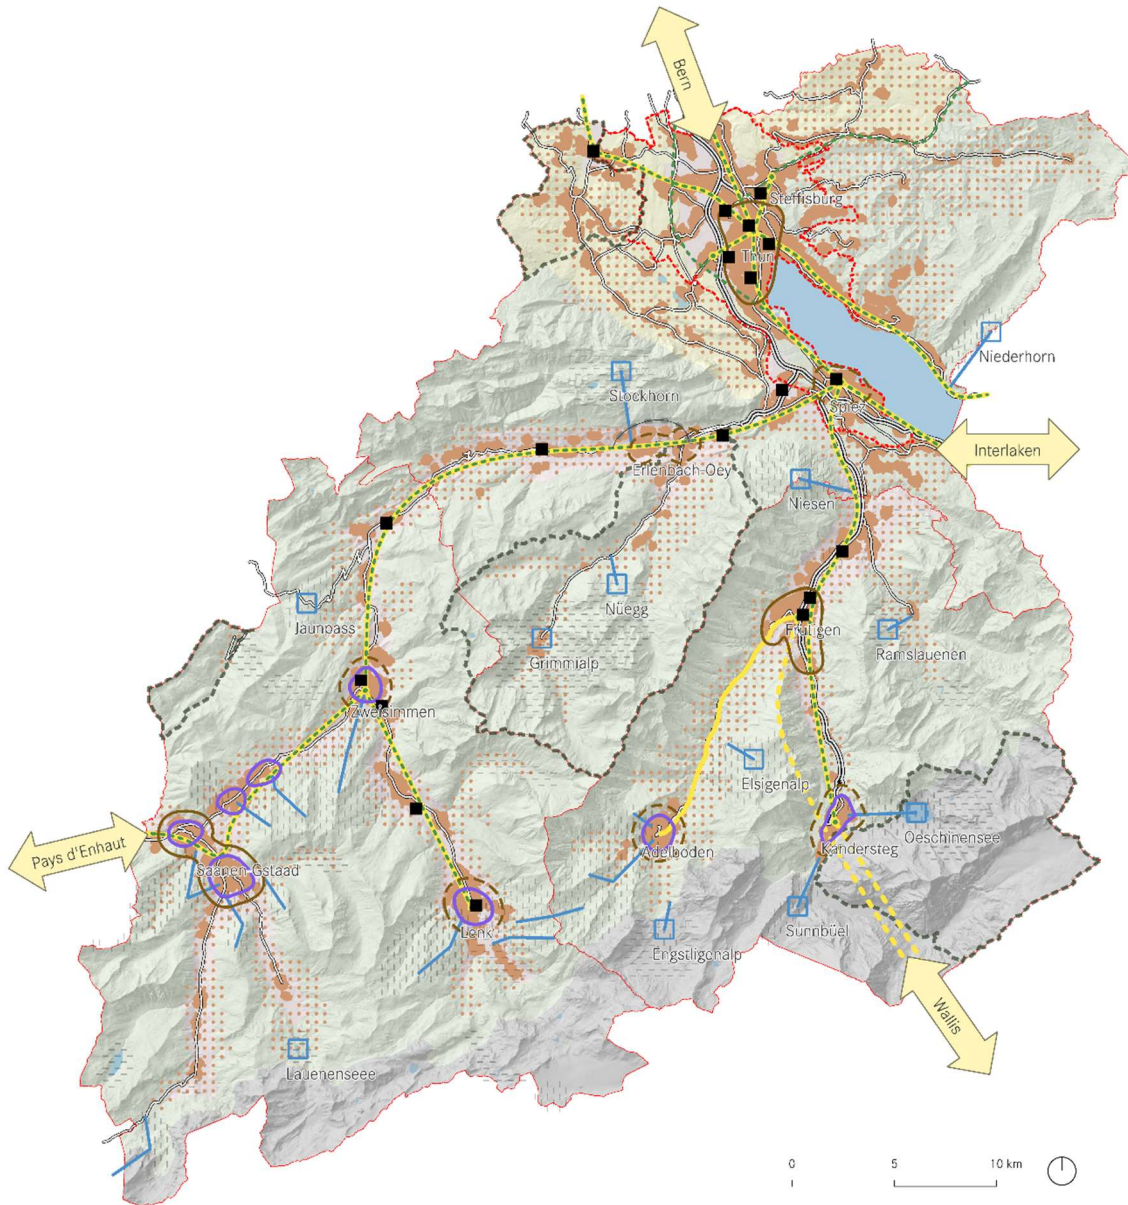 Bern
Steffisburg
Thun
Niederhorn
Stockhorn
Spiez
Interlaken
Erlenbach-Oey
Niesen
Nüegg
Jaunpass
Frutigen
Grimmialp
Ramslauenen
Zweisimmen
Elsigenalp
Oeschinensee
Adelboden
Kandersteg
Pays d'Enhaut
Saanen-Gstaad
Lenk
Sunnbüel
Engstligenalp
Wallis
Lauenenseee
0 5 10 km